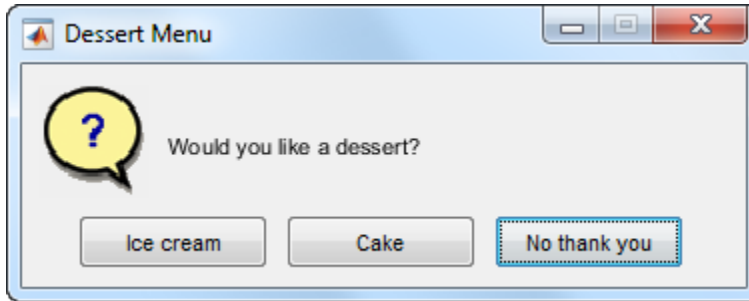 Dessert Menu
?
Would you like a dessert?
Ice cream Cake No thank you